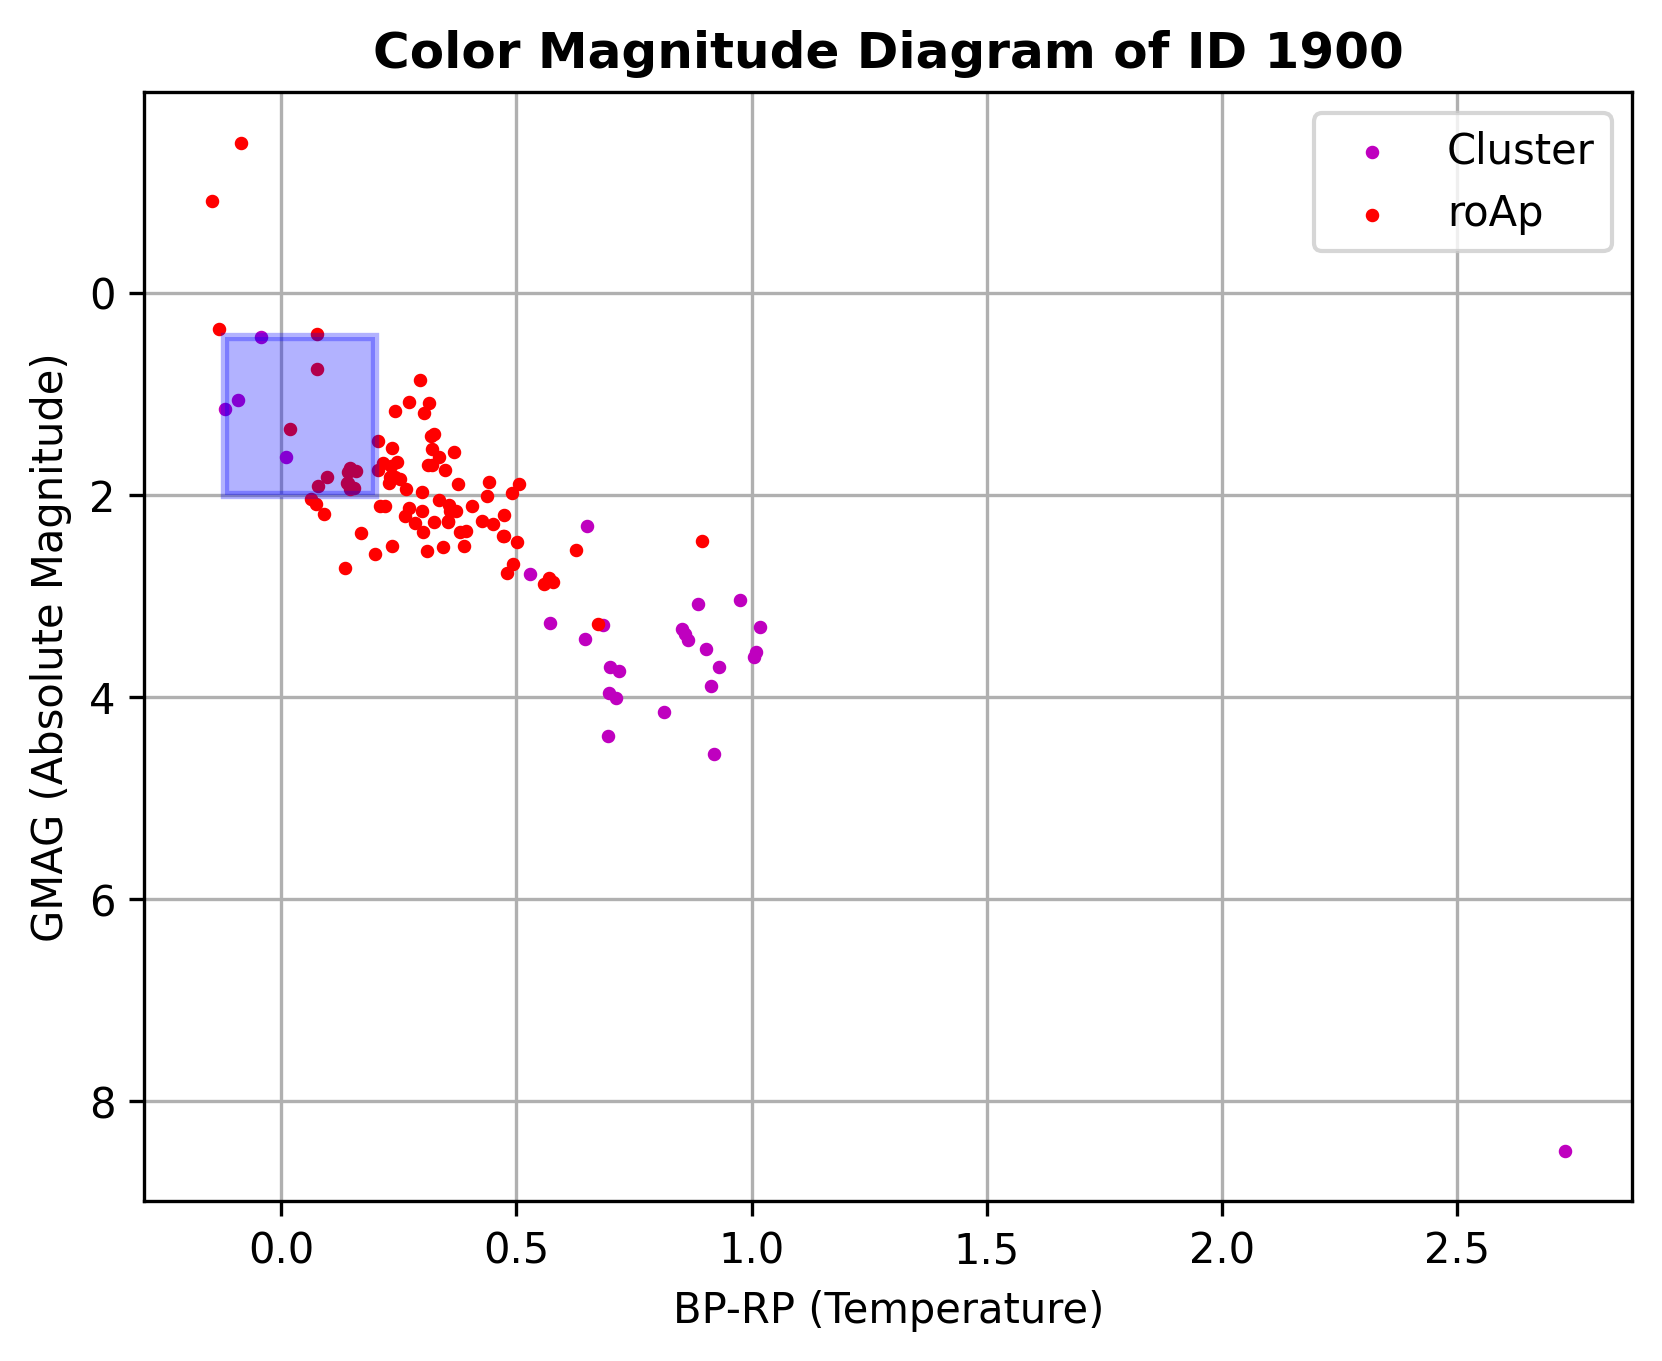 Color Magnitude Diagram of ID 1900
Cluster
roAp
GMAG (Absolute Magnitude)
0
2
4
6
8
0.0 0.5 1.0 1.5 2.0 2.5
BP-RP (Temperature)